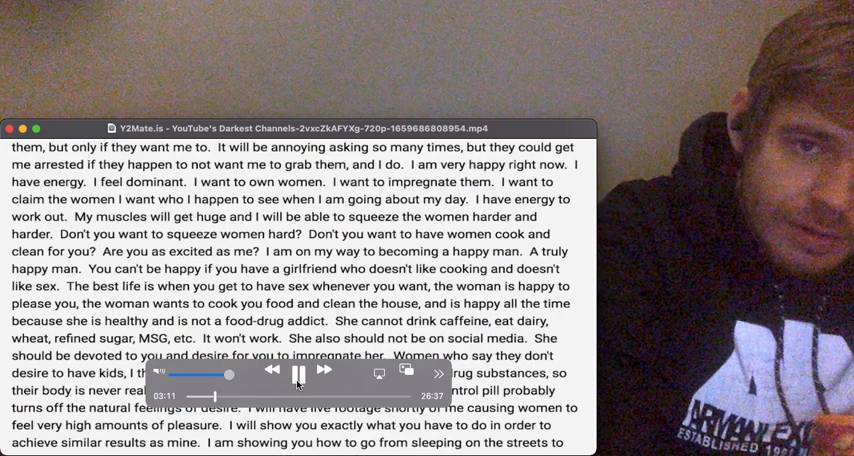 Y2Mate.is - YouTube's Darkest Channels-2vxcZkAFYXg-720p-1659686808954.mp4
them, but only if they want me to. It will be annoying asking so many times, but they could get
me arrested if they happen to not want me to grab them, and I do. I am very happy right now. I
have energy. I feel dominant. I want to own women. I want to impregnate them. I want to
claim the women I want who I happen to see when I am going about my day. I have energy to
work out. My muscles will get huge and I will be able to squeeze the women harder and
harder. Don't you want to squeeze women hard? Don't you want to have women cook and
clean for you? Are you as excited as me? I am on my way to becoming a happy man. A truly
happy man. You can't be happy if you have a girlfriend who doesn't like cooking and doesn't
like sex. The best life is when you get to have sex whenever you want, the woman is happy to
please you, the woman wants to cook you food and clean the house, and is happy all the time
because she is healthy and is not a food-drug addict. She cannot drink caffeine, eat dairy,
wheat, refined sugar, MSG, etc. It won't work. She also should not be on social media. She
should be devoted to you and desire for you to impregnate her. Women who say they don't
desire to have kids, I th rug substances, so
their body is never real ntrol pill probably
03:11 26:37
turns off the natural feelings of desire. I will have live footage shortly of me causing women to
feel very high amounts of pleasure. I will show you exactly what you have to do in order to
achieve similar results as mine. I am showing you how to go from sleeping on the streets to
ESTABLISHED